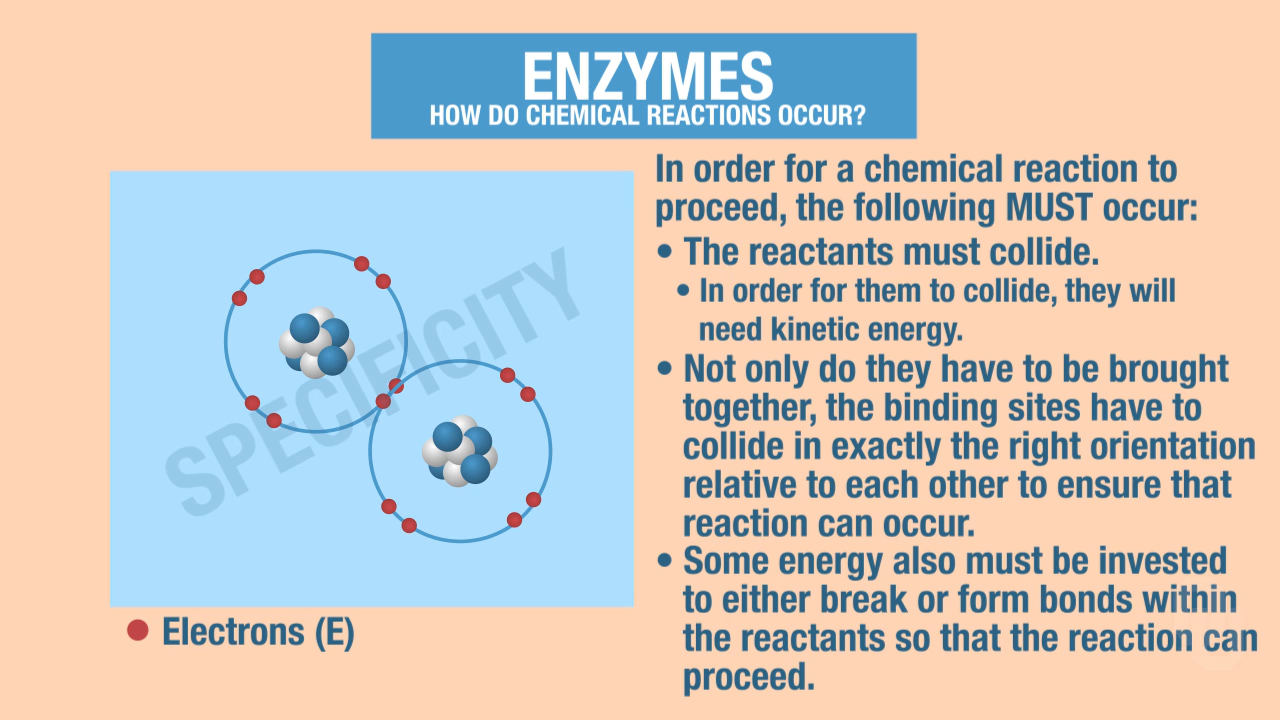 ENZYMES
HOW DO CHEMICAL REACTIONS OCCUR?
In order for a chemical reaction to
proceed, the following MUST occur:
• The reactants must collide.
• In order for them to collide, they will
need kinetic energy.
• Not only do they have to be brought
together, the binding sites have to
collide in exactly the right orientation
relative to each other to ensure that
reaction can occur.
• Some energy also must be invested
to either break or form bonds within
the reactants so that the reaction can
proceed.
SPECIFICITY
Electrons (E)